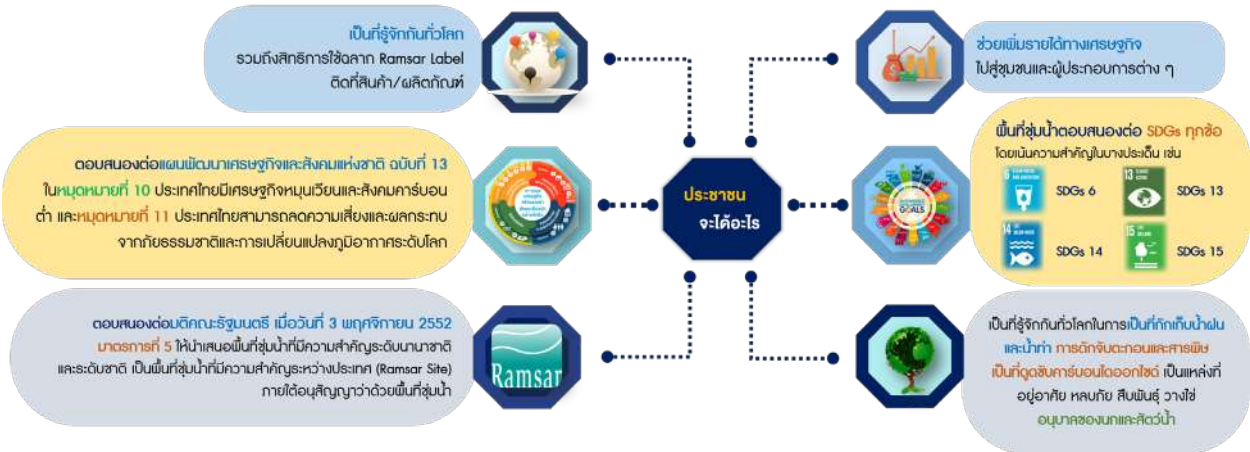 เป็นที่รู้จักกันทั่วโลก
รวมถึงสิทธิการใช้ฉลาก Ramsar Label
ติดที่สินค้า/ผลิตภัณฑ์
ตอบสนองต่อแผนพัฒนาเศรษฐกิจและสังคมแห่งชาติ ฉบับที่ 13
ในหมุดหมายที่ 10 ประเทศไทยมีเศรษฐกิจหมุนเวียนและสังคมคาร์บอน
ต่ำ และหมุดหมายที่ 11 ประเทศไทยสามารถลดความเสี่ยงและผลกระทบ
จากภัยธรรมชาติและการเปลี่ยนแปลงภูมิอากาศระดับโลก
ตอบสนองต่อมติคณะรัฐมนตรี เมื่อวันที่ 3 พฤศจิกายน 2552
มาตรการที่ 5 ให้นำเสนอพื้นที่ชุ่มน้ำที่มีความสำคัญระดับนานาชาติ
และระดับชาติ เป็นพื้นที่ชุ่มน้ำที่มีความสำคัญระหว่างประเทศ (Ramsar Site)
ภายใต้อนุสัญญาว่าด้วยพื้นที่ชุ่มน้ำ
Ramsar
ประชาชน
จะได้อะไร
ช่วยเพิ่มรายได้ทางเศรษฐกิจ
ไปสู่ชุมชนและผู้ประกอบการต่าง ๆ
พื้นที่ชุ่มน้ำตอบสนองต่อ SDGs ทุกข้อ
โดยเน้นความสำคัญในบางประเด็น เช่น
6 SDGs 6 13 SDGs 13
14 SDGs 14 15 SDGs 15
GOALS
เป็นที่รู้จักกันทั่วโลกในการเป็นที่กักเก็บน้ำฝน
และน้ำท่า การดักจับตะกอนและสารพิษ
เป็นที่ดูดซับคาร์บอนไดออกไซด์ เป็นแหล่งที่
อยู่อาศัย หลบภัย สืบพันธุ์ วางไข่
อนุบาลของนกและสัตว์น้ำ